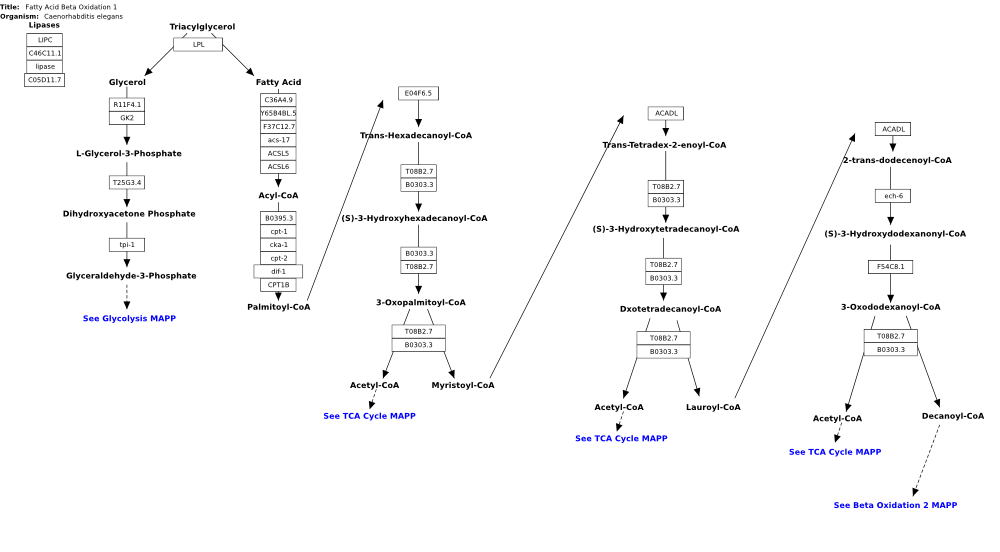 Title: Fatty Acid Beta Oxidation 1
Organism: Caenorhabditis elegans
Lipases
LIPC
C46C11.1
lipase
C05D11.7
Triacylglycerol
LPL
Glycerol
R11F4.1
GK2
L-Glycerol-3-Phosphate
T25G3.4
Dihydroxyacetone Phosphate
tpi-1
Glyceraldehyde-3-Phosphate
See Glycolysis MAPP
Fatty Acid
C36A4.9
Y65B4BL.5
F37C12.7
acs-17
ACSL5
ACSL6
Acyl-CoA
B0395.3
cpt-1
cka-1
cpt-2
dif-1
CPT1B
Palmitoyl-CoA
E04F6.5
Trans-Hexadecanoyl-CoA
T08B2.7
B0303.3
(S)-3-Hydroxyhexadecanoyl-CoA
B0303.3
T08B2.7
3-Oxopalmitoyl-CoA
T08B2.7
B0303.3
Acetyl-CoA
Myristoyl-CoA
See TCA Cycle MAPP
ACADL
Trans-Tetradex-2-enoyl-CoA
T08B2.7
B0303.3
(S)-3-Hydroxytetradecanoyl-CoA
T08B2.7
B0303.3
Dxotetradecanoyl-CoA
T08B2.7
B0303.3
Acetyl-CoA
Lauroyl-CoA
See TCA Cycle MAPP
ACADL
2-trans-dodecenoyl-CoA
ech-6
(S)-3-Hydroxydodexanonyl-CoA
F54C8.1
3-Oxododexanoyl-CoA
T08B2.7
B0303.3
Acetyl-CoA
Decanoyl-CoA
See TCA Cycle MAPP
See Beta Oxidation 2 MAPP